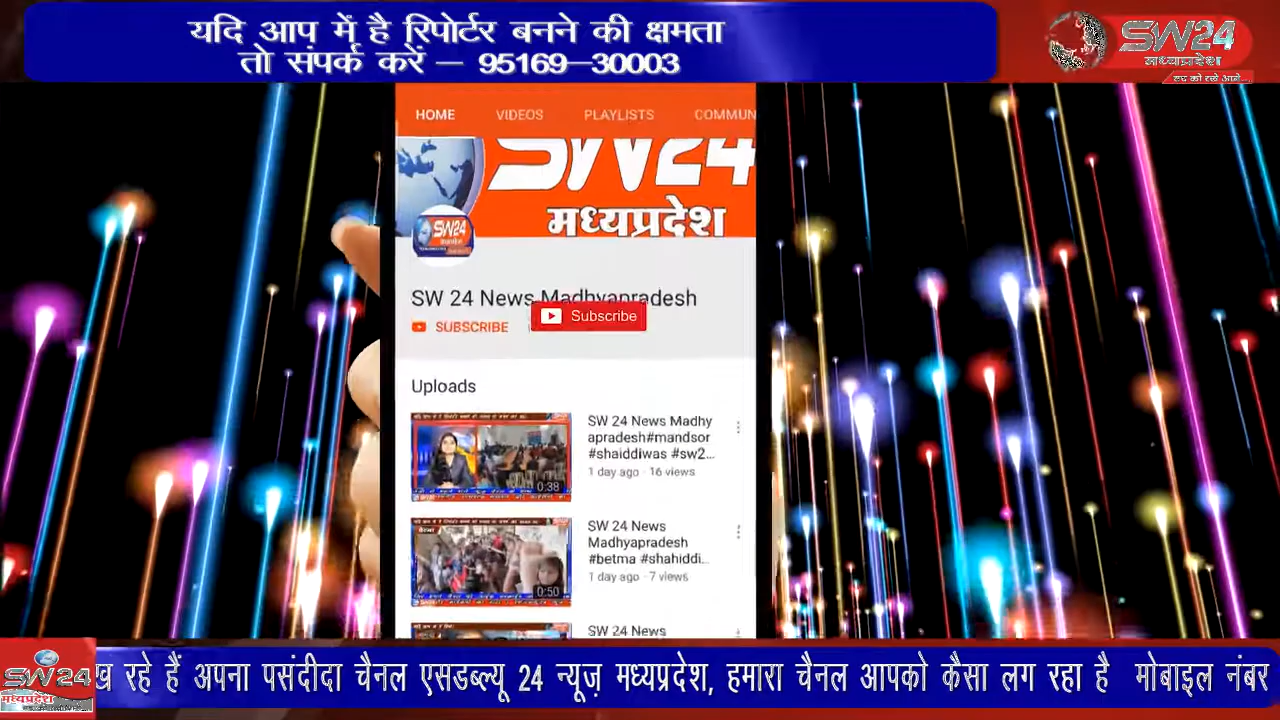 यदि आप में है रिपोर्टर बनने की क्षमता
तो संपर्क करें – 95169–30003
SW24
मध्यप्रदेश
HOME VIDEOS PLAYLISTS COMMUN
SW24
मध्यप्रदेश
SW24
SW 24 News Madhyapradesh
SUBSCRIBE
Subscribe
Uploads
SW 24 News Madhy
apradesh#mandsor
#shaiddiwas #sw2...
1 day ago · 16 views
0:38
SW 24 News
Madhyapradesh
#betma #shahiddi...
1 day ago · 7 views
0:50
SW 24 News
SW24
मध्यप्रदेश
रहे हैं अपना पसंदीदा चैनल एसडब्ल्यू 24 न्यूज़ मध्यप्रदेश, हमारा चैनल आपको कैसा लग रहा है मोबाइल नंबर